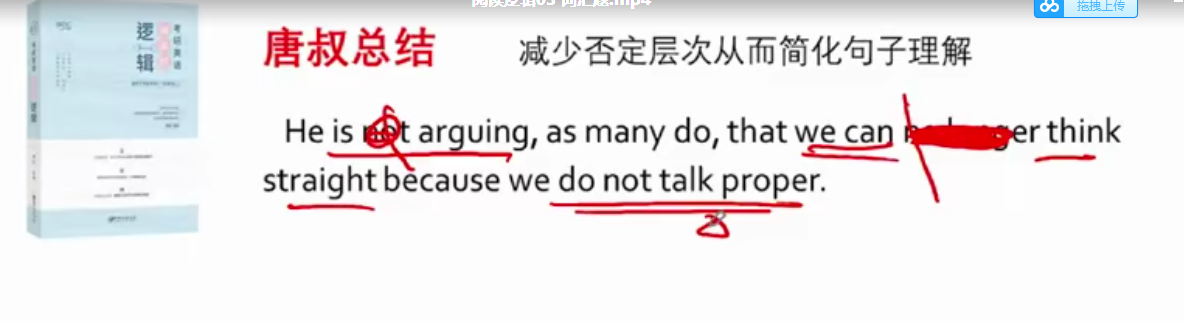 阅读逻辑03 词汇题.mp4
拖拽上传
考研英语
逻辑
唐叔总结
减少否定层次从而简化句子理解
He is not arguing, as many do, that we can no longer think
straight because we do not talk proper.